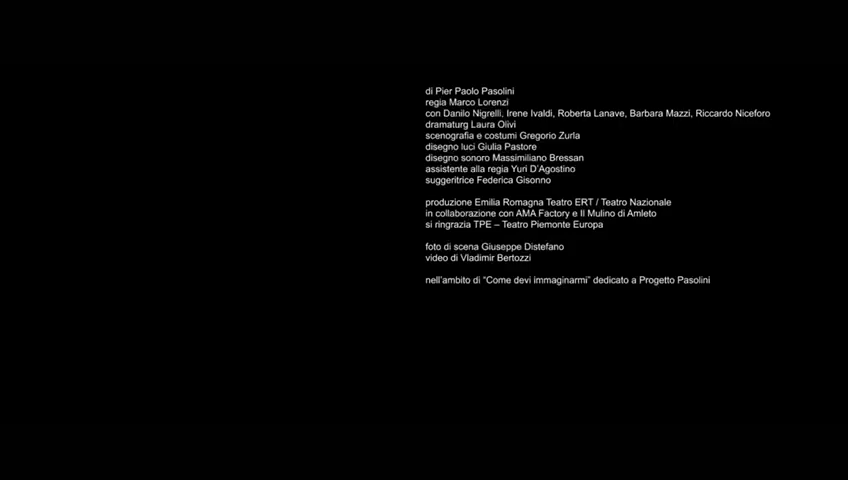 di Pier Paolo Pasolini
regia Marco Lorenzi
con Danilo Nigrelli, Irene Ivaldi, Roberta Lanave, Barbara Mazzi, Riccardo Niceforo
dramaturg Laura Olivi
scenografia e costumi Gregorio Zurla
disegno luci Giulia Pastore
disegno sonoro Massimiliano Bressan
assistente alla regia Yuri D'Agostino
suggeritrice Federica Gisonno
produzione Emilia Romagna Teatro ERT / Teatro Nazionale
in collaborazione con AMA Factory e Il Mulino di Amleto
si ringrazia TPE – Teatro Piemonte Europa
foto di scena Giuseppe Distefano
video di Vladimir Bertozzi
nell'ambito di “Come devi immaginarmi” dedicato a Progetto Pasolini